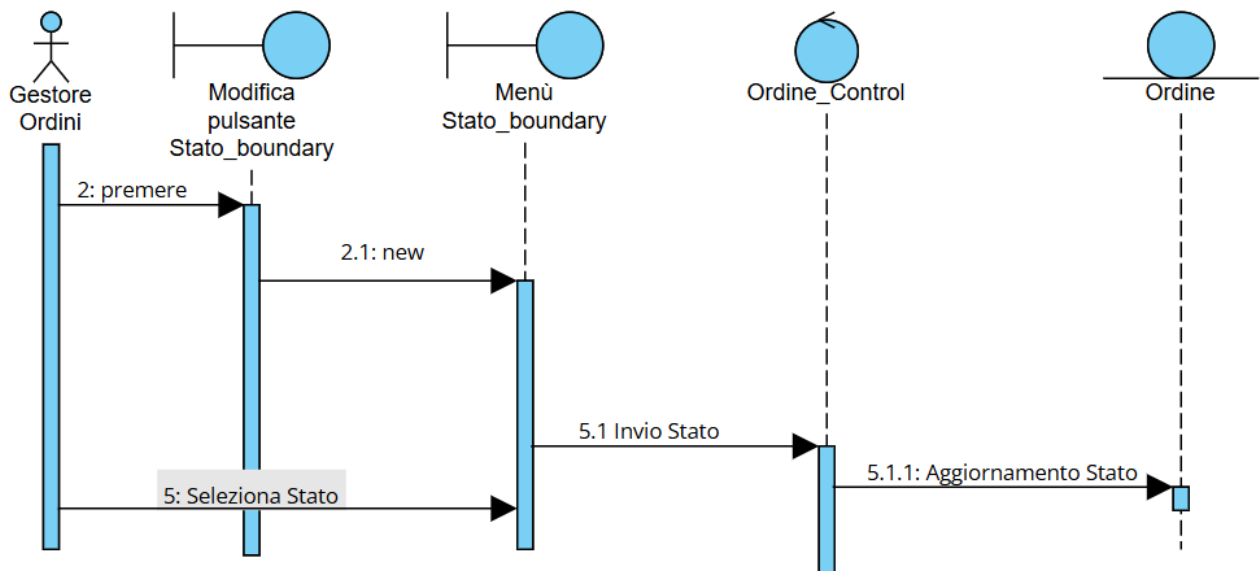 Gestore
Ordini
Modifica
pulsante
Stato_boundary
Menù
Stato_boundary
Ordine_Control
Ordine
2: premere
2.1: new
5.1 Invio Stato
5.1.1: Aggiornamento Stato
5: Seleziona Stato